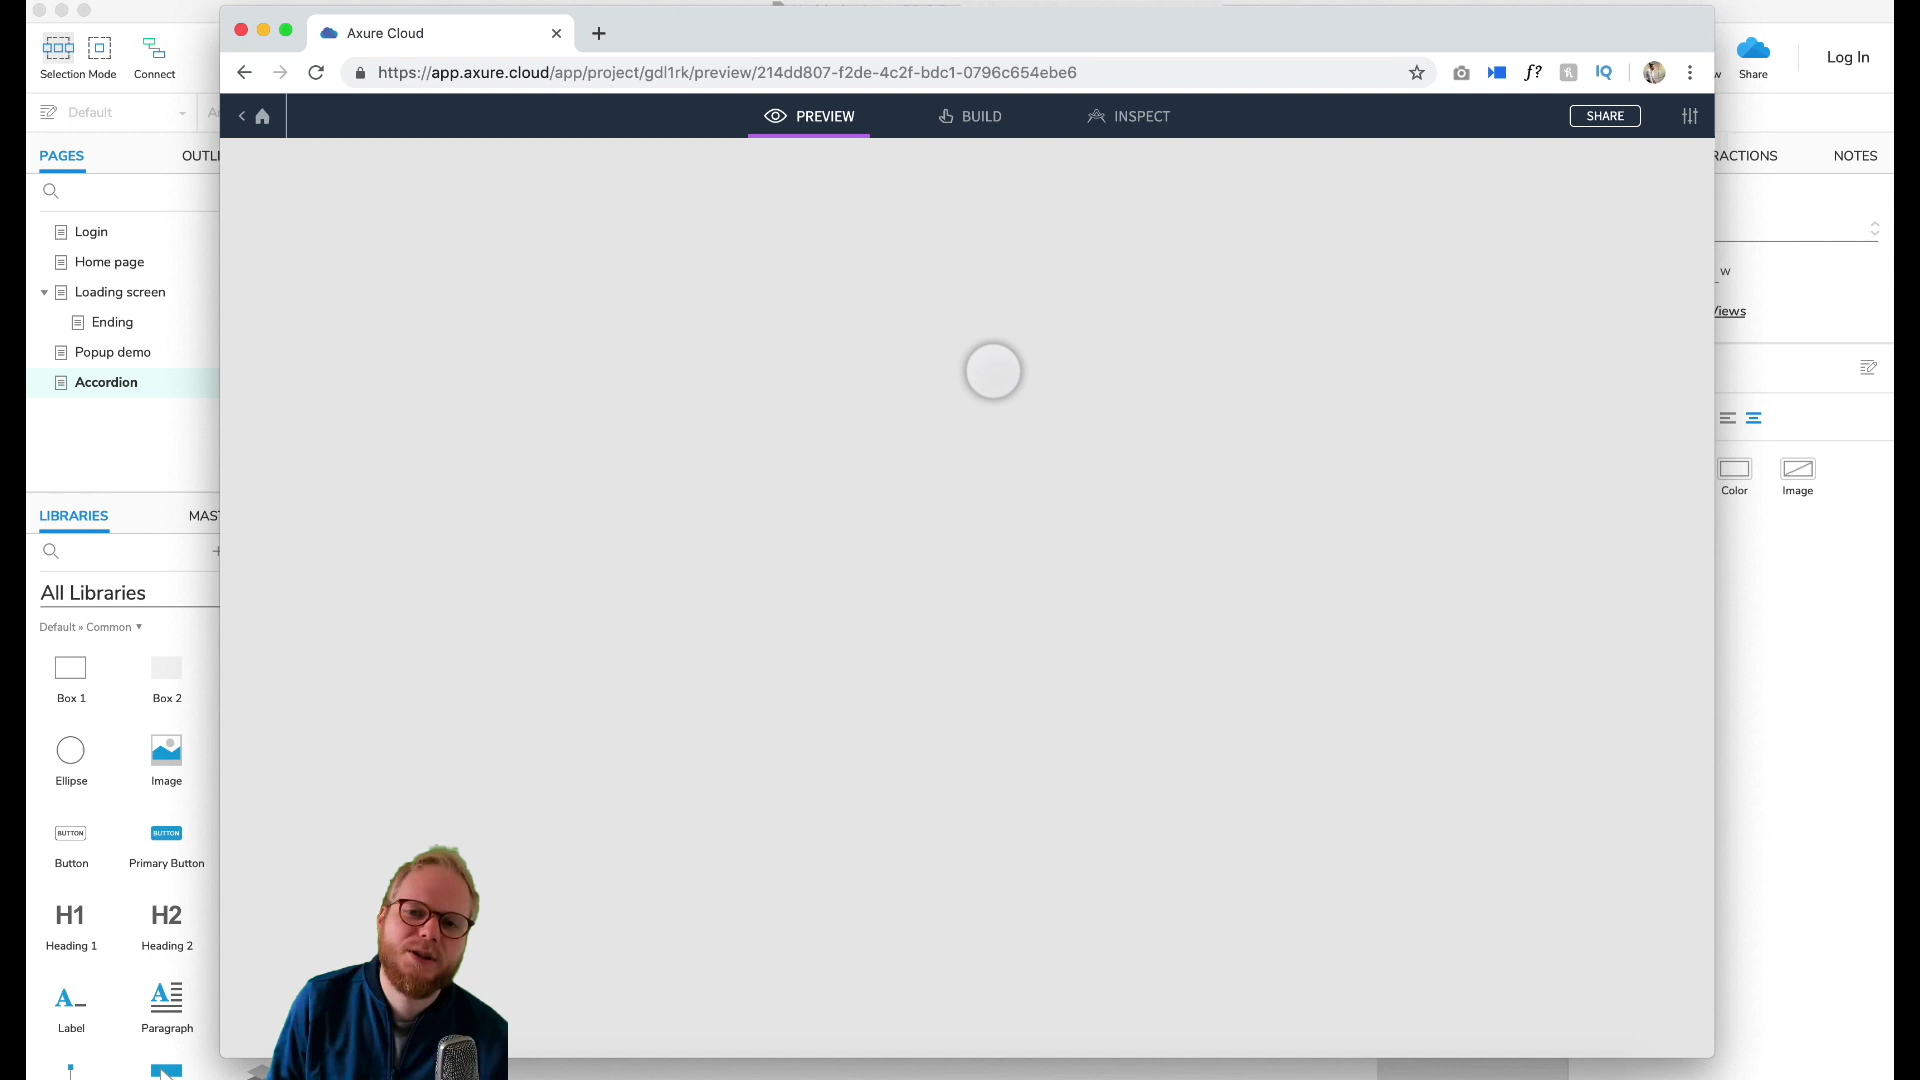 Axure Cloud
Selection Mode
Connect
https://app.axure.cloud/app/project/gdl1rk/preview/214dd807-f2de-4c2f-bdc1-0796c654ebe6
f?
IQ
w
Share
Log In
Default
PREVIEW
BUILD
INSPECT
SHARE
PAGES
OUTLI
RACTIONS
NOTES
Login
Home page
Loading screen
Ending
Popup demo
Accordion
w
Views
Color
Image
LIBRARIES
MAST
All Libraries
Default » Common
Box 1
Box 2
Ellipse
Image
BUTTON
BUTTON
Button
Primary Button
H1
H2
Heading 1
Heading 2
A
A
Label
Paragraph